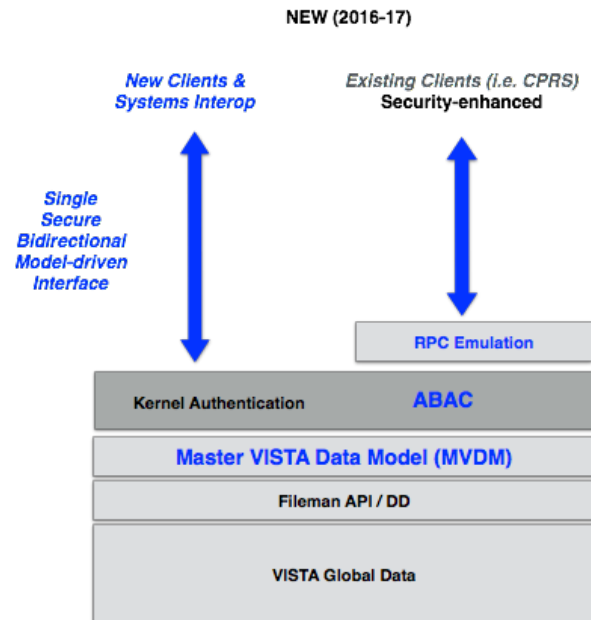 NEW (2016-17)
New Clients &
Systems Interop
Existing Clients (i.e. CPRS)
Security-enhanced
Single
Secure
Bidirectional
Model-driven
Interface
RPC Emulation
Kernel Authentication
ABAC
Master VISTA Data Model (MVDM)
Fileman API / DD
VISTA Global Data